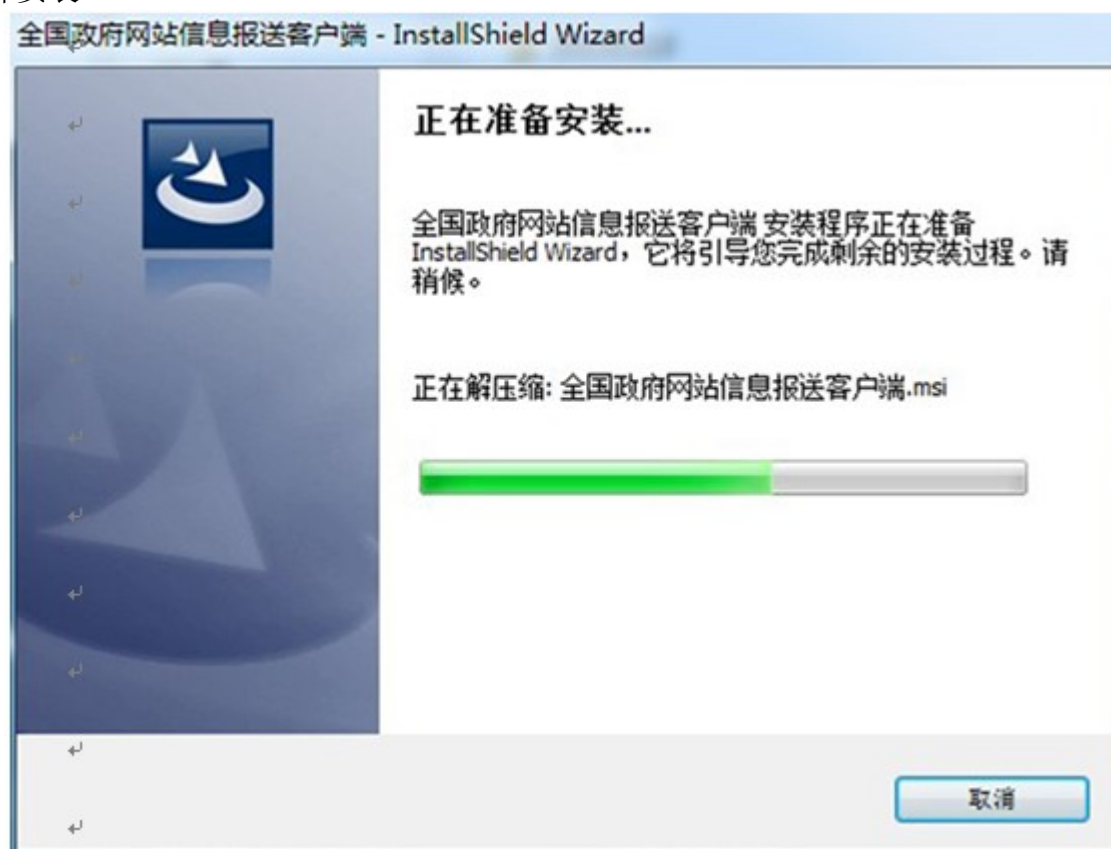 全国政府网站信息报送客户端 - InstallShield Wizard
正在准备安装...
全国政府网站信息报送客户端 安装程序正在准备
InstallShield Wizard，它将引导您完成剩余的安装过程。请
稍候。
正在解压缩: 全国政府网站信息报送客户端.msi
取消